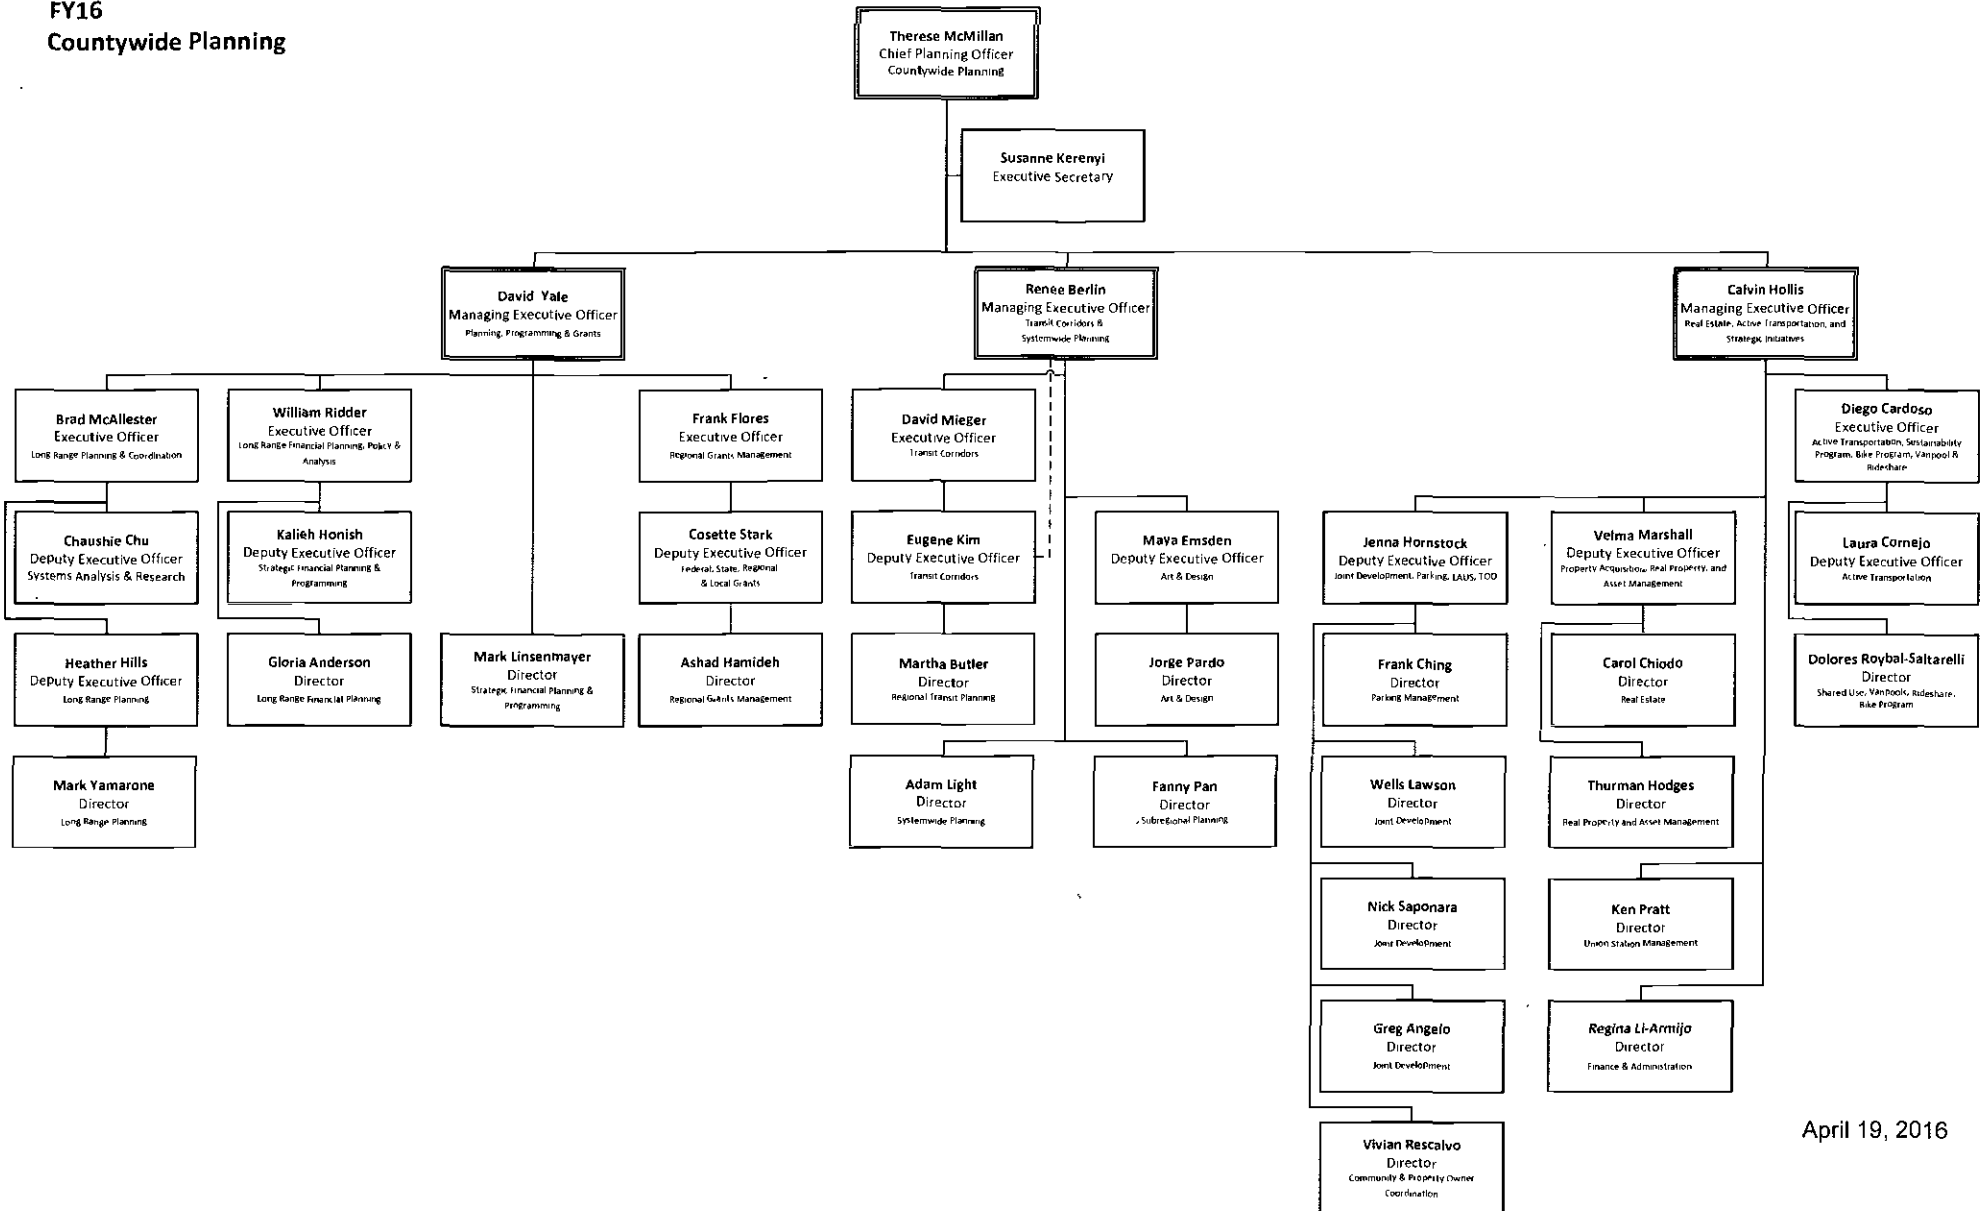 FY16
Countywide Planning
Therese McMillan
Chief Planning Officer
Countywide Planning
Susanne Kerenyi
Executive Secretary
David Yale
Managing Executive Officer
Planning, Programming & Grants
Renee Berlin
Managing Executive Officer
Transit Corridors &
Systemwide Planning
Calvin Hollis
Managing Executive Officer
Real Estate, Active Transportation, and
Strategic Initiatives
Brad McAllester
Executive Officer
Long Range Planning & Coordination
William Ridder
Executive Officer
Long Range Financial Planning, Policy &
Analysis
Frank Flores
Executive Officer
Regional Grants Management
David Mieger
Executive Officer
Transit Corridors
Diego Cardoso
Executive Officer
Active Transportation, Sustainability
Program, Bike Program, Vanpool &
Rideshare
Chaushie Chu
Deputy Executive Officer
Systems Analysis & Research
Kalieh Honish
Deputy Executive Officer
Strategic Financial Planning &
Programming
Cosette Stark
Deputy Executive Officer
Federal, State, Regional
& Local Grants
Eugene Kim
Deputy Executive Officer
Transit Corridors
Maya Emsden
Deputy Executive Officer
Art & Design
Jenna Hornstock
Deputy Executive Officer
Joint Development, Parking, LAUS, TOD
Velma Marshall
Deputy Executive Officer
Property Acquisition, Real Property, and
Asset Management
Laura Cornejo
Deputy Executive Officer
Active Transportation
Heather Hills
Deputy Executive Officer
Long Range Planning
Gloria Anderson
Director
Long Range Financial Planning
Mark Linsenmayer
Director
Strategic Financial Planning &
Programming
Ashad Hamideh
Director
Regional Grants Management
Martha Butler
Director
Regional Transit Planning
Jorge Pardo
Director
Art & Design
Frank Ching
Director
Parking Management
Carol Chiodo
Director
Real Estate
Dolores Roybal-Saltarelli
Director
Shared Use, Vanpools, Rideshare,
Bike Program
Mark Yamarone
Director
Long Range Planning
Adam Light
Director
Systemwide Planning
Fanny Pan
Director
Subregional Planning
Wells Lawson
Director
Joint Development
Thurman Hodges
Director
Real Property and Asset Management
Nick Saponara
Director
Joint Development
Ken Pratt
Director
Union Station Management
Greg Angelo
Director
Joint Development
Regina Li-Armijo
Director
Finance & Administration
Vivian Rescalvo
Director
Community & Property Owner
Coordination
April 19, 2016